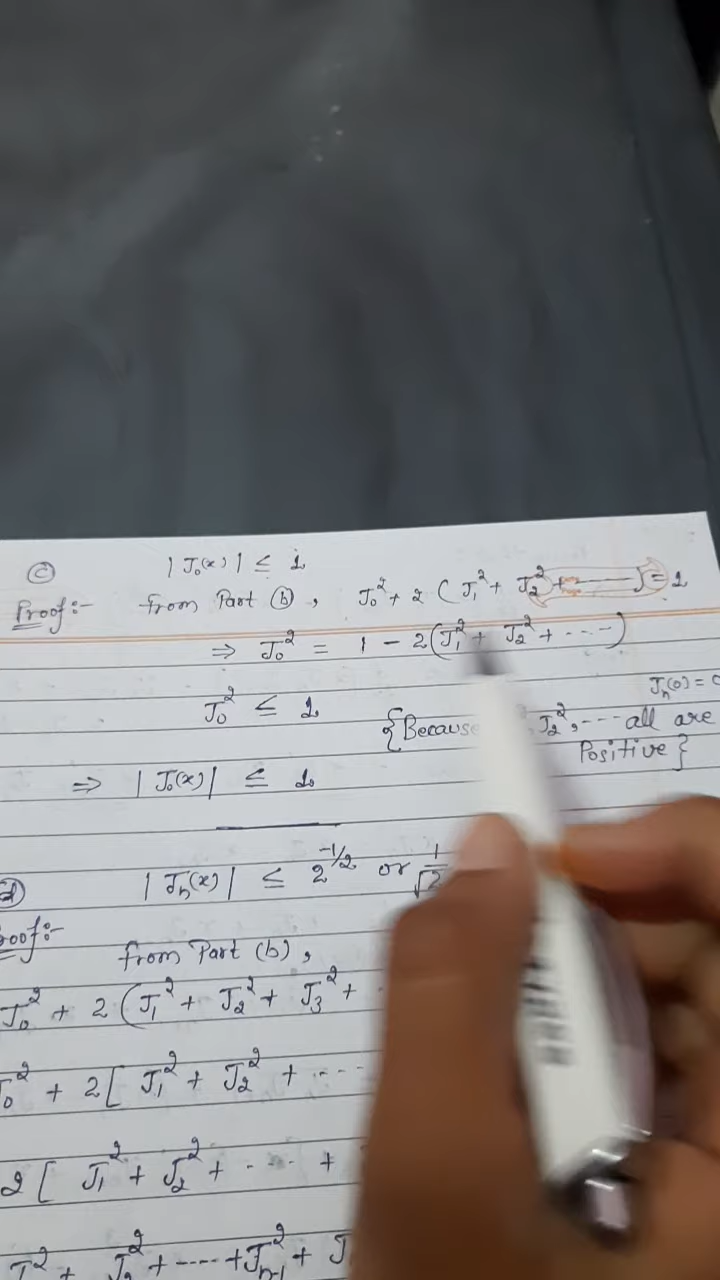 (c) |J₀(x)| ≤ 1
Proof:- from Part (b), J₀² + 2 ( J₁² + J₂² + ------ ) = 1
⇒ J₀² = 1 - 2( J₁² + J₂² + ---- )
Jₙ(0) =
J₀² ≤ 1 {Because J₂², --- all are
Positive}
⇒ |J₀(x)| ≤ 1
(d) |Jₙ(x)| ≤ 2^(-1/2) or 1/√2
Proof:-
from Part (b),
J₀² + 2 ( J₁² + J₂² + J₃² +
J₀² + 2 [ J₁² + J₂² + ----
2 [ J₁² + J₂² + ---- +
J₁² + J₂² + ---- + Jₙ₋₁² + J